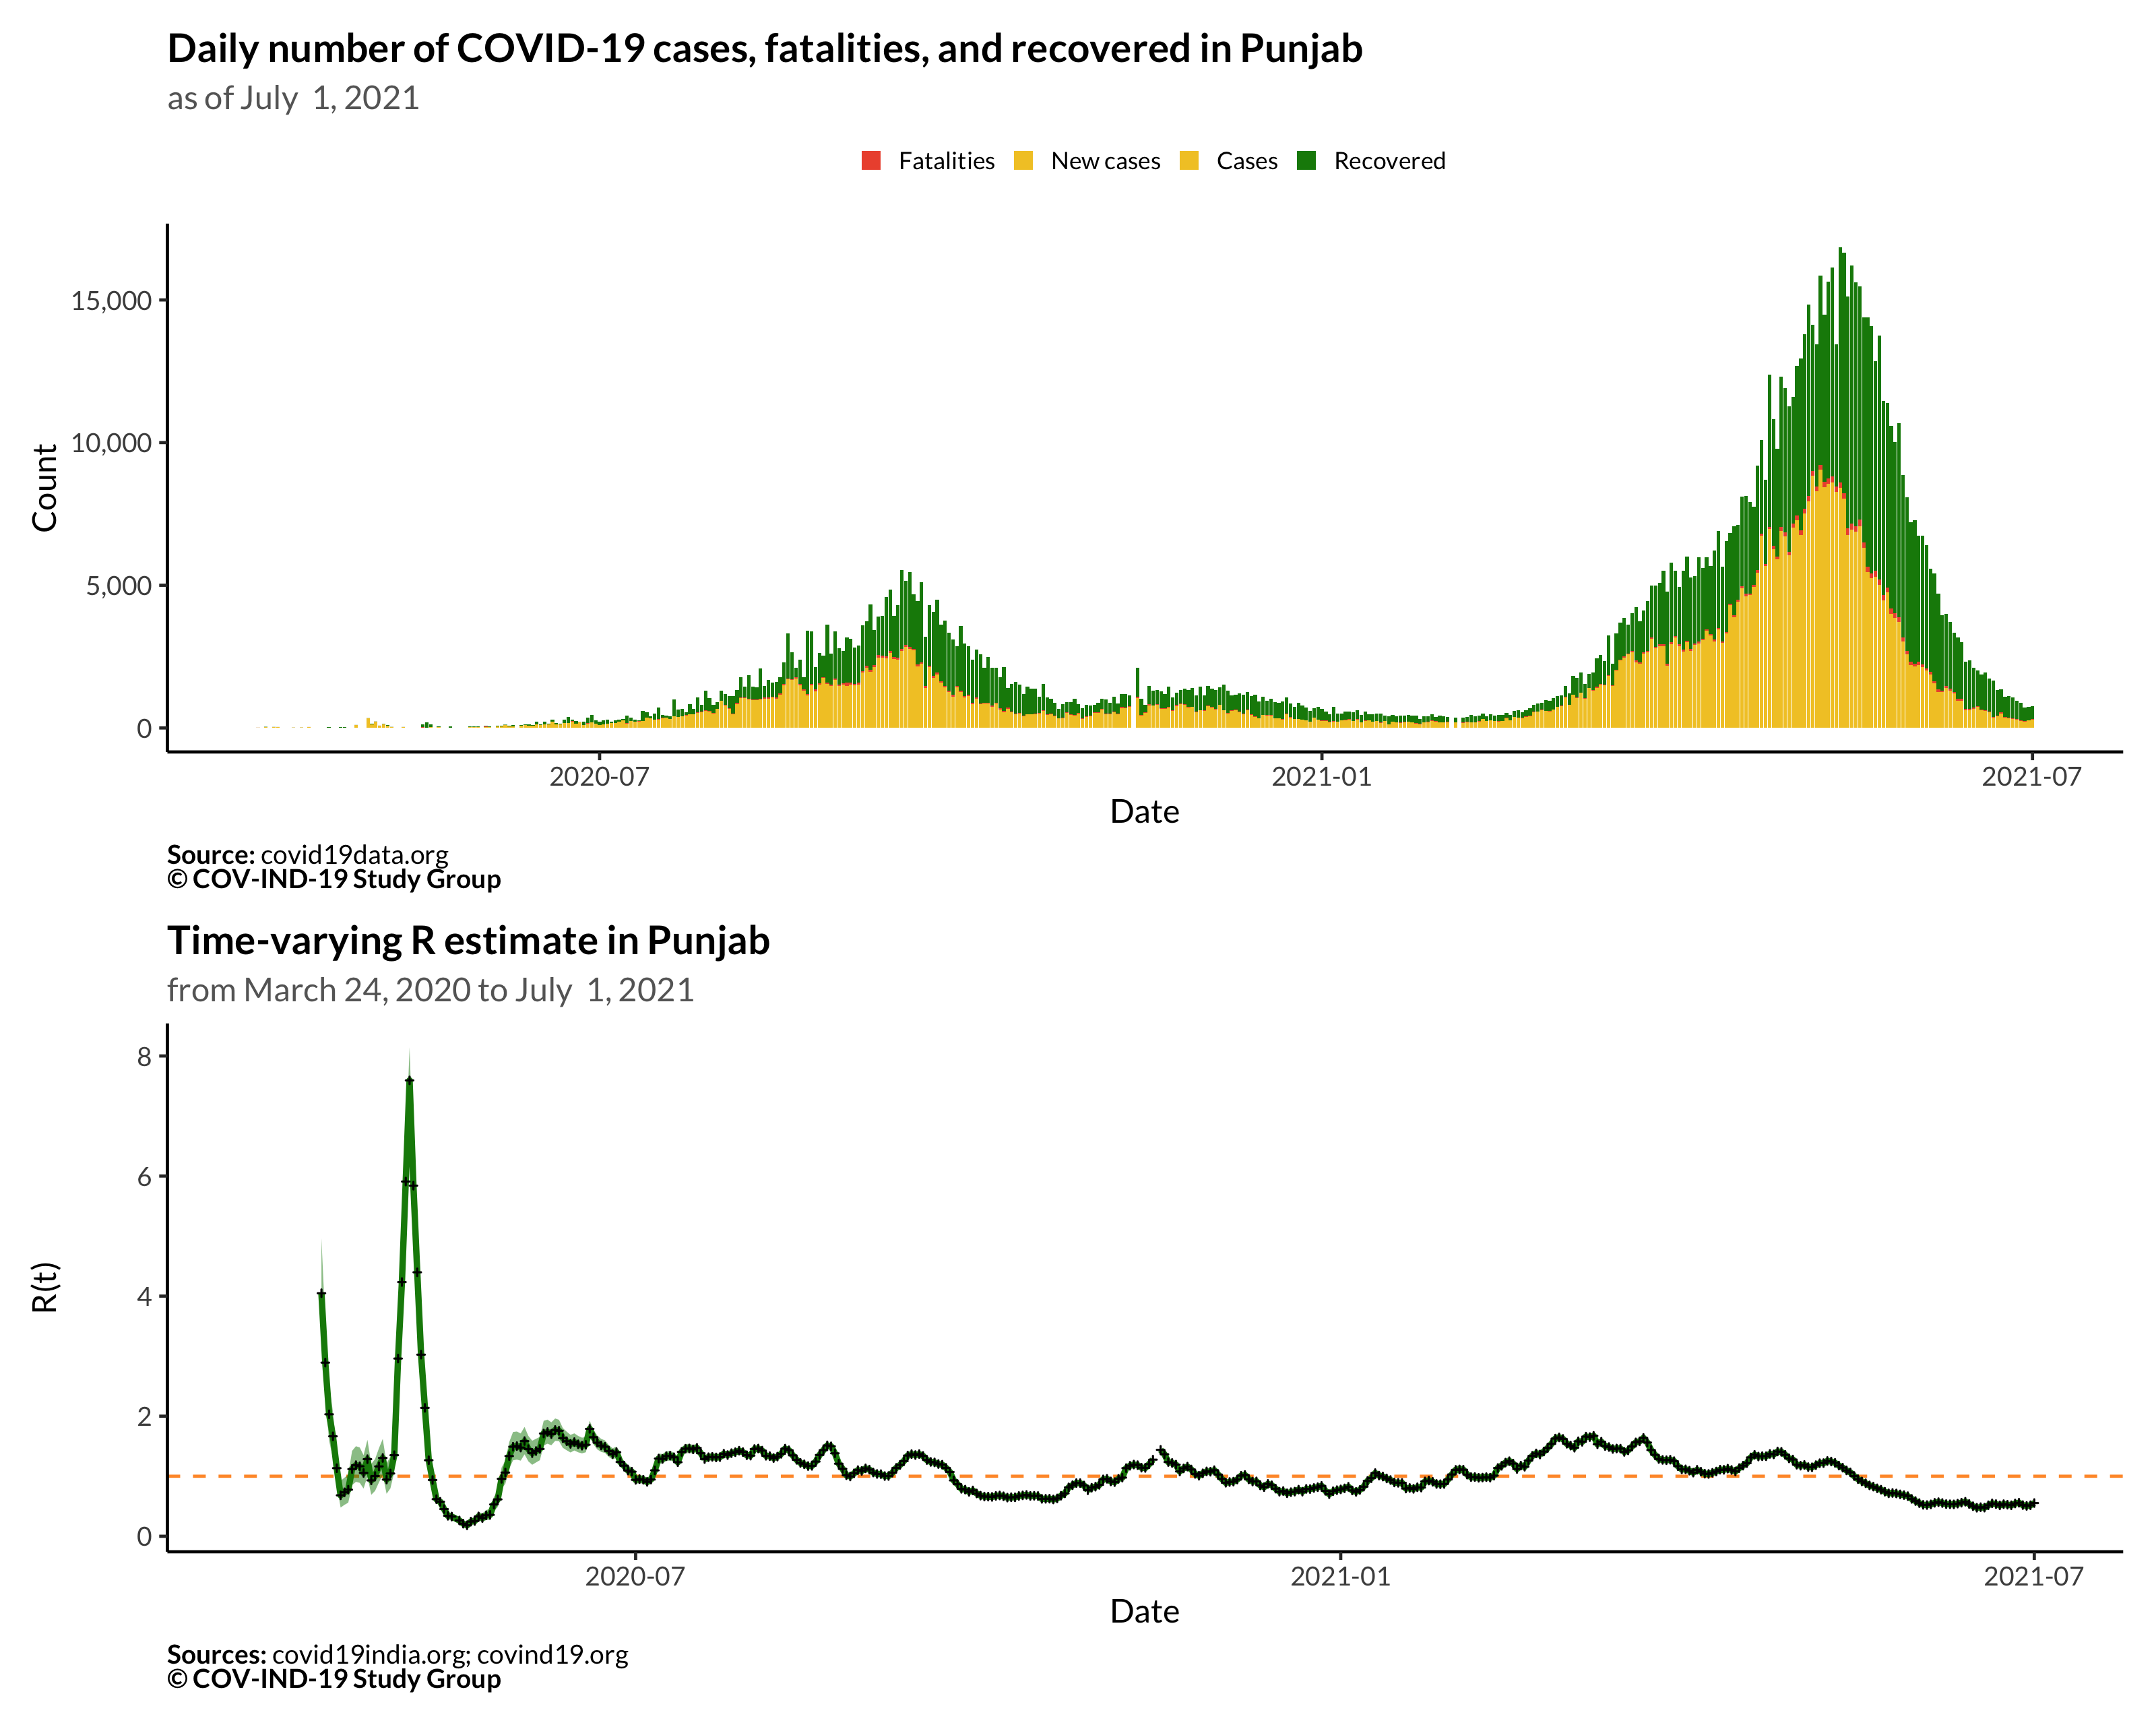 Daily number of COVID-19 cases, fatalities, and recovered in Punjab
as of July 1, 2021
Fatalities New cases Cases Recovered
15,000
10,000
5,000
0
Count
2020-07 2021-01 2021-07
Date
Source: covid19data.org
© COV-IND-19 Study Group
Time-varying R estimate in Punjab
from March 24, 2020 to July 1, 2021
8
6
4
2
0
R(t)
2020-07 2021-01 2021-07
Date
Sources: covid19india.org; covind19.org
© COV-IND-19 Study Group